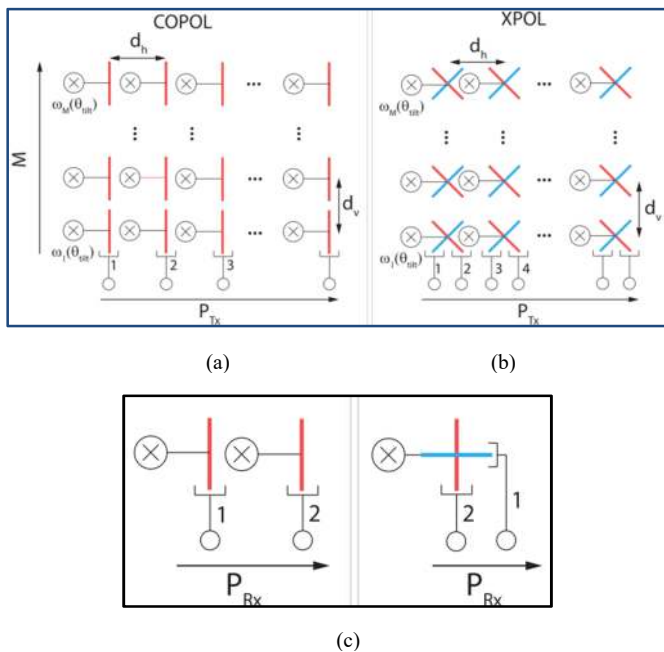 COPOL
d_h
ω_M(θ_tilt)
M
d_v
ω_1(θ_tilt)
1 2 3
P_Tx
(a)
XPOL
d_h
ω_M(θ_tilt)
d_v
ω_1(θ_tilt)
1 2 3 4
P_Tx
(b)
1 2
P_Rx
2 1
P_Rx
(c)